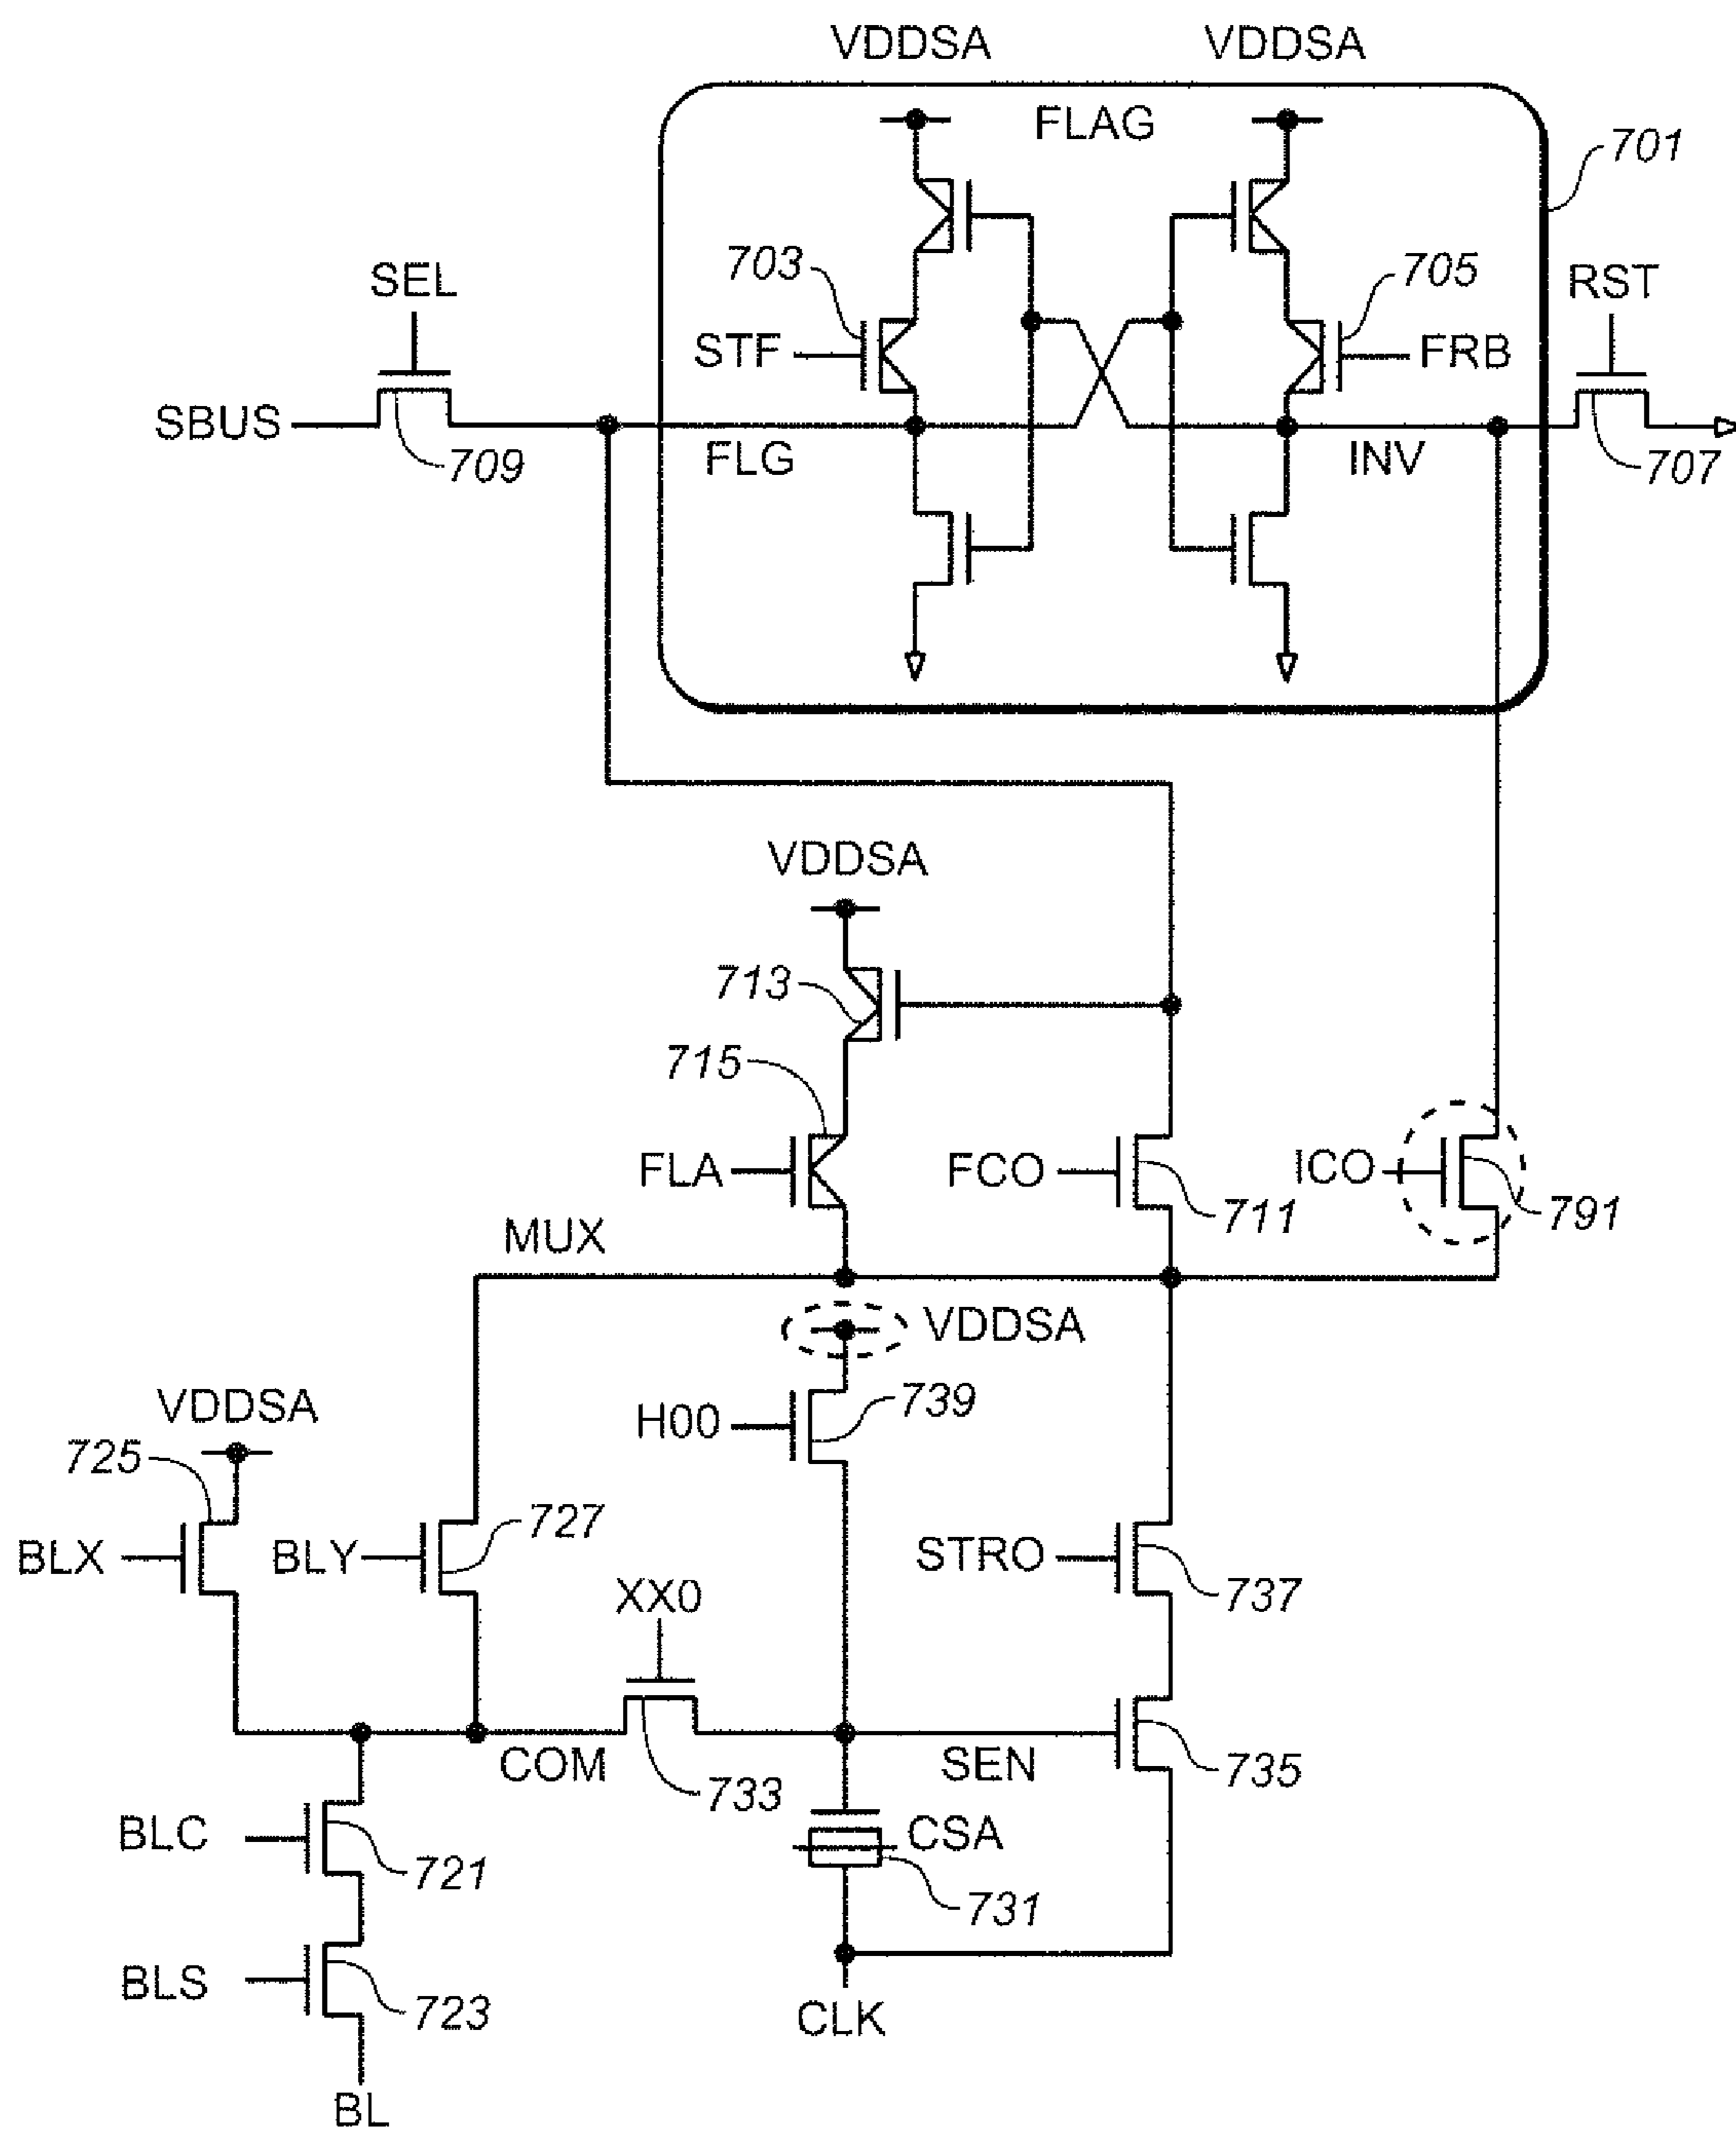 VDDSA VDDSA
FLAG
701
703
705
SEL
RST
STF
FRB
SBUS
709
FLG
INV
707
VDDSA
713
715
FLA
FCO
711
ICO
791
MUX
VDDSA
H00
739
VDDSA
725
BLX
BLY
727
STRO
737
XX0
COM
733
SEN
735
BLC
721
CSA
731
BLS
723
CLK
BL